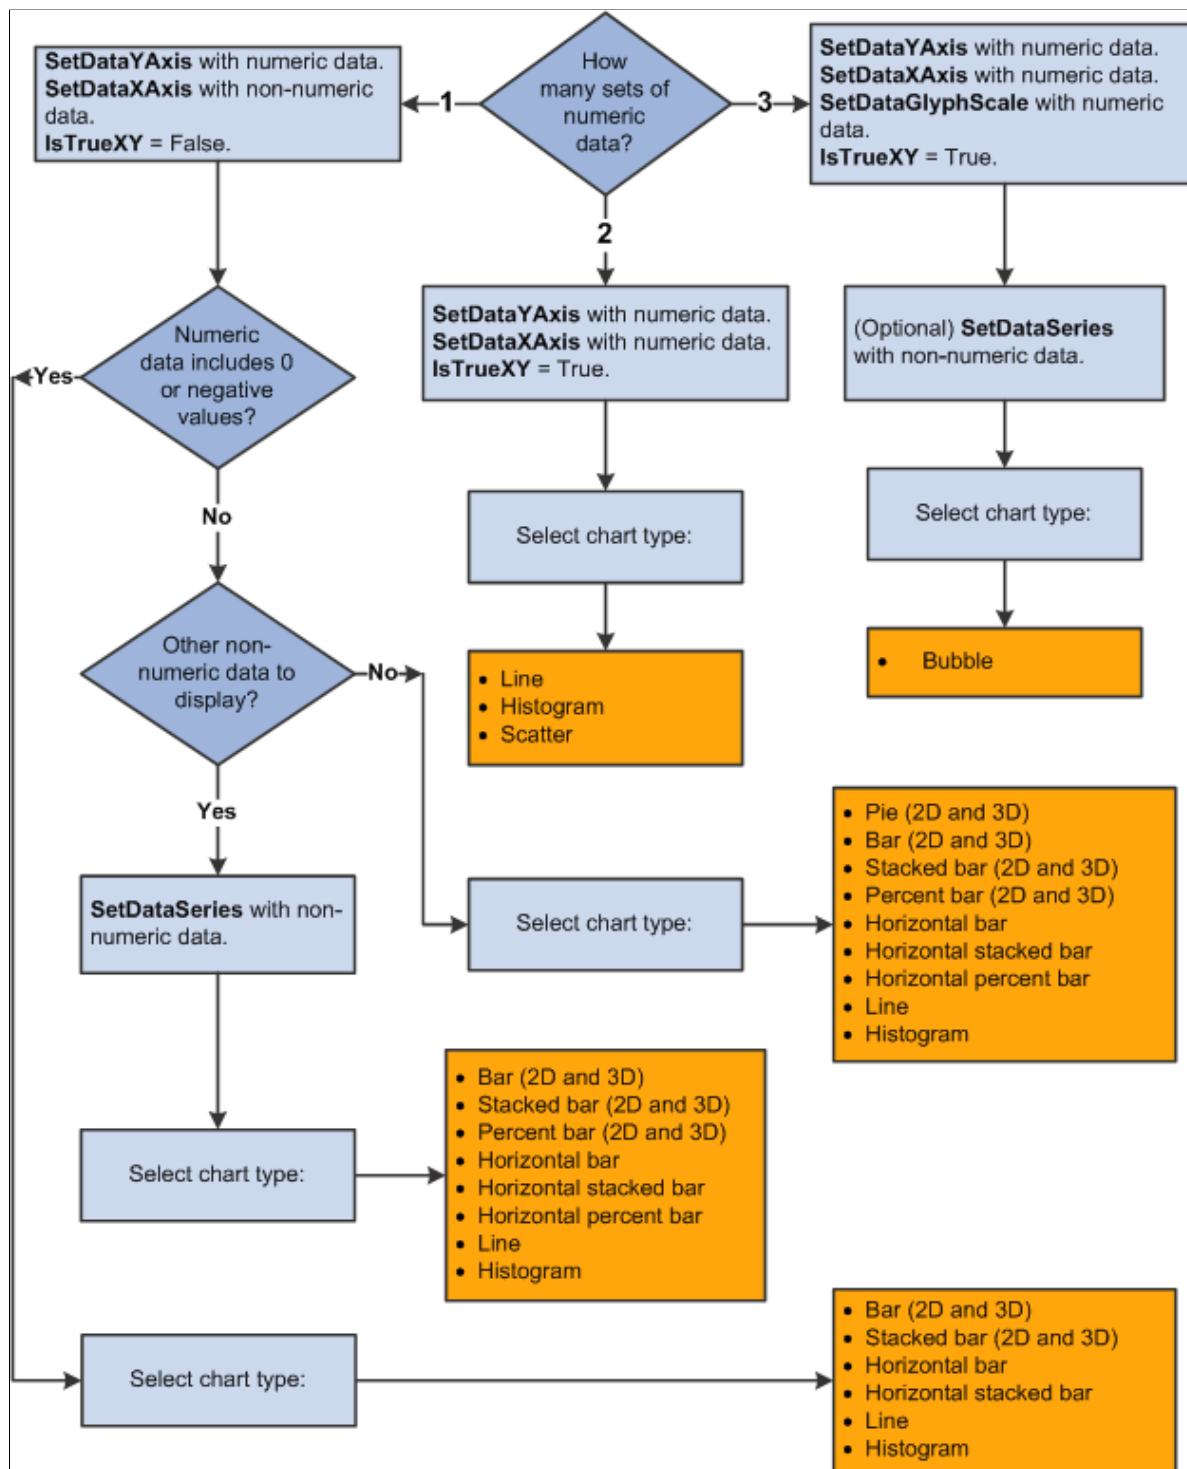 SetDataYAxis with numeric data.
SetDataXAxis with non-numeric
data.
IsTrueXY = False.
1
How
many sets of
numeric
data?
3
SetDataYAxis with numeric data.
SetDataXAxis with numeric data.
SetDataGlyphScale with numeric
data.
IsTrueXY = True.
2
Numeric
data includes 0
or negative
values?
Yes
No
SetDataYAxis with numeric data.
SetDataXAxis with numeric data.
IsTrueXY = True.
(Optional) SetDataSeries
with non-numeric data.
Select chart type:
Select chart type:
• Line
• Histogram
• Scatter
• Bubble
Other non-
numeric data to
display?
No
Yes
SetDataSeries with non-
numeric data.
Select chart type:
• Pie (2D and 3D)
• Bar (2D and 3D)
• Stacked bar (2D and 3D)
• Percent bar (2D and 3D)
• Horizontal bar
• Horizontal stacked bar
• Horizontal percent bar
• Line
• Histogram
Select chart type:
• Bar (2D and 3D)
• Stacked bar (2D and 3D)
• Percent bar (2D and 3D)
• Horizontal bar
• Horizontal stacked bar
• Horizontal percent bar
• Line
• Histogram
Select chart type:
• Bar (2D and 3D)
• Stacked bar (2D and 3D)
• Horizontal bar
• Horizontal stacked bar
• Line
• Histogram